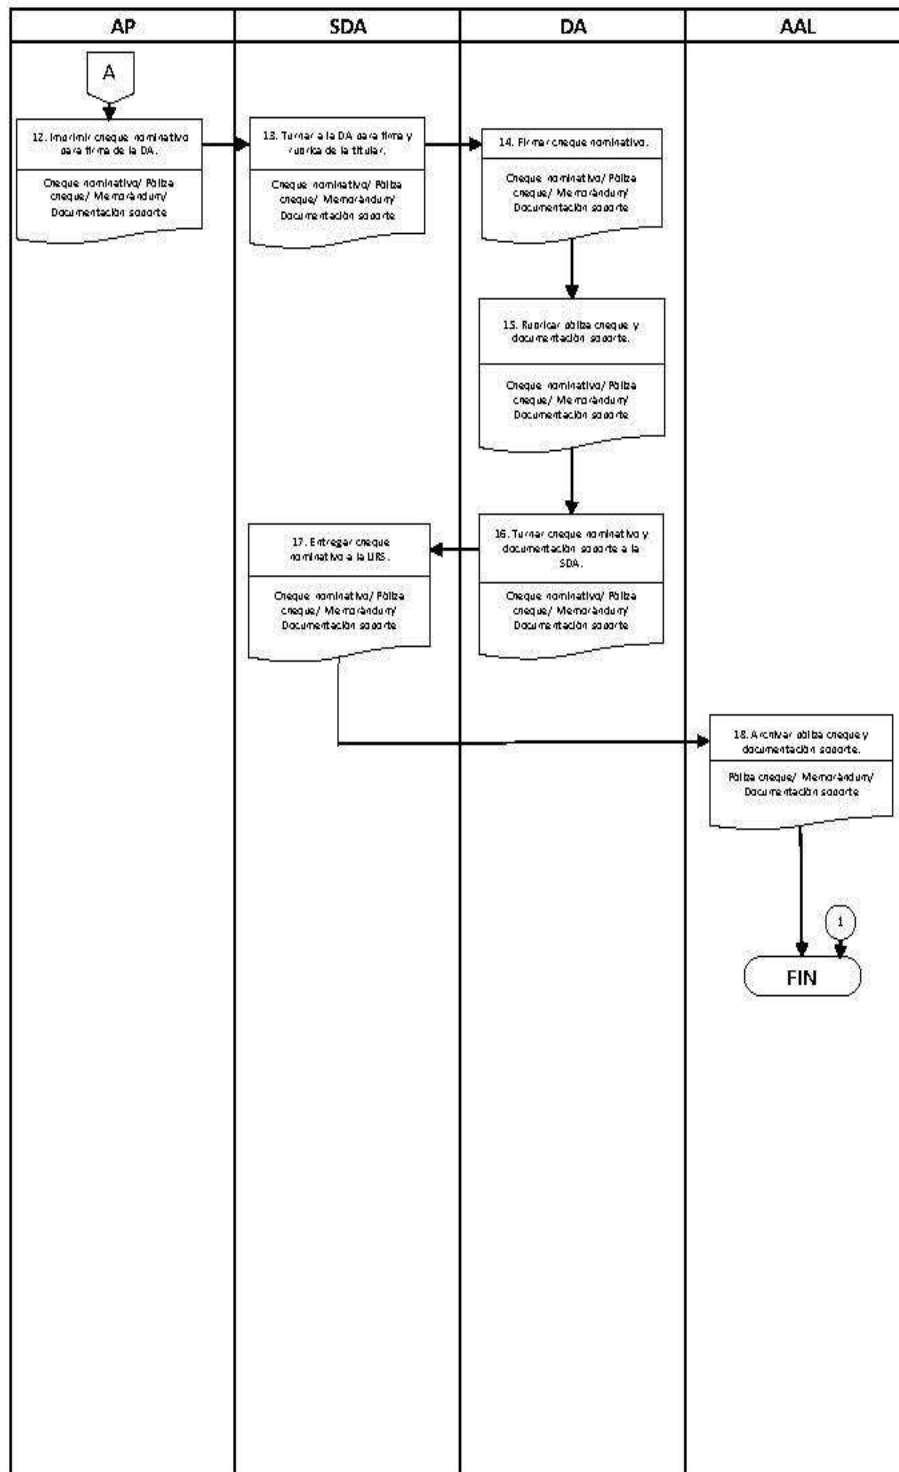 AP
SDA
DA
AAL
A
12. Imprimir cheque nominativo
para firma de la DA.
Cheque nominativo/ Póliza
cheque/ Memorándum/
Documentación soporte
13. Turnar a la DA para firma y
rubrica de la titular.
Cheque nominativo/ Póliza
cheque/ Memorándum/
Documentación soporte
14. Firmar cheque nominativo.
Cheque nominativo/ Póliza
cheque/ Memorándum/
Documentación soporte
15. Rubricar póliza cheque y
documentación soporte.
Cheque nominativo/ Póliza
cheque/ Memorándum/
Documentación soporte
16. Turnar cheque nominativo y
documentación soporte a la
SDA.
Cheque nominativo/ Póliza
cheque/ Memorándum/
Documentación soporte
17. Entregar cheque
nominativo a la URS.
Cheque nominativo/ Póliza
cheque/ Memorándum/
Documentación soporte
18. Archivar póliza cheque y
documentación soporte.
Póliza cheque/ Memorándum/
Documentación soporte
1
FIN